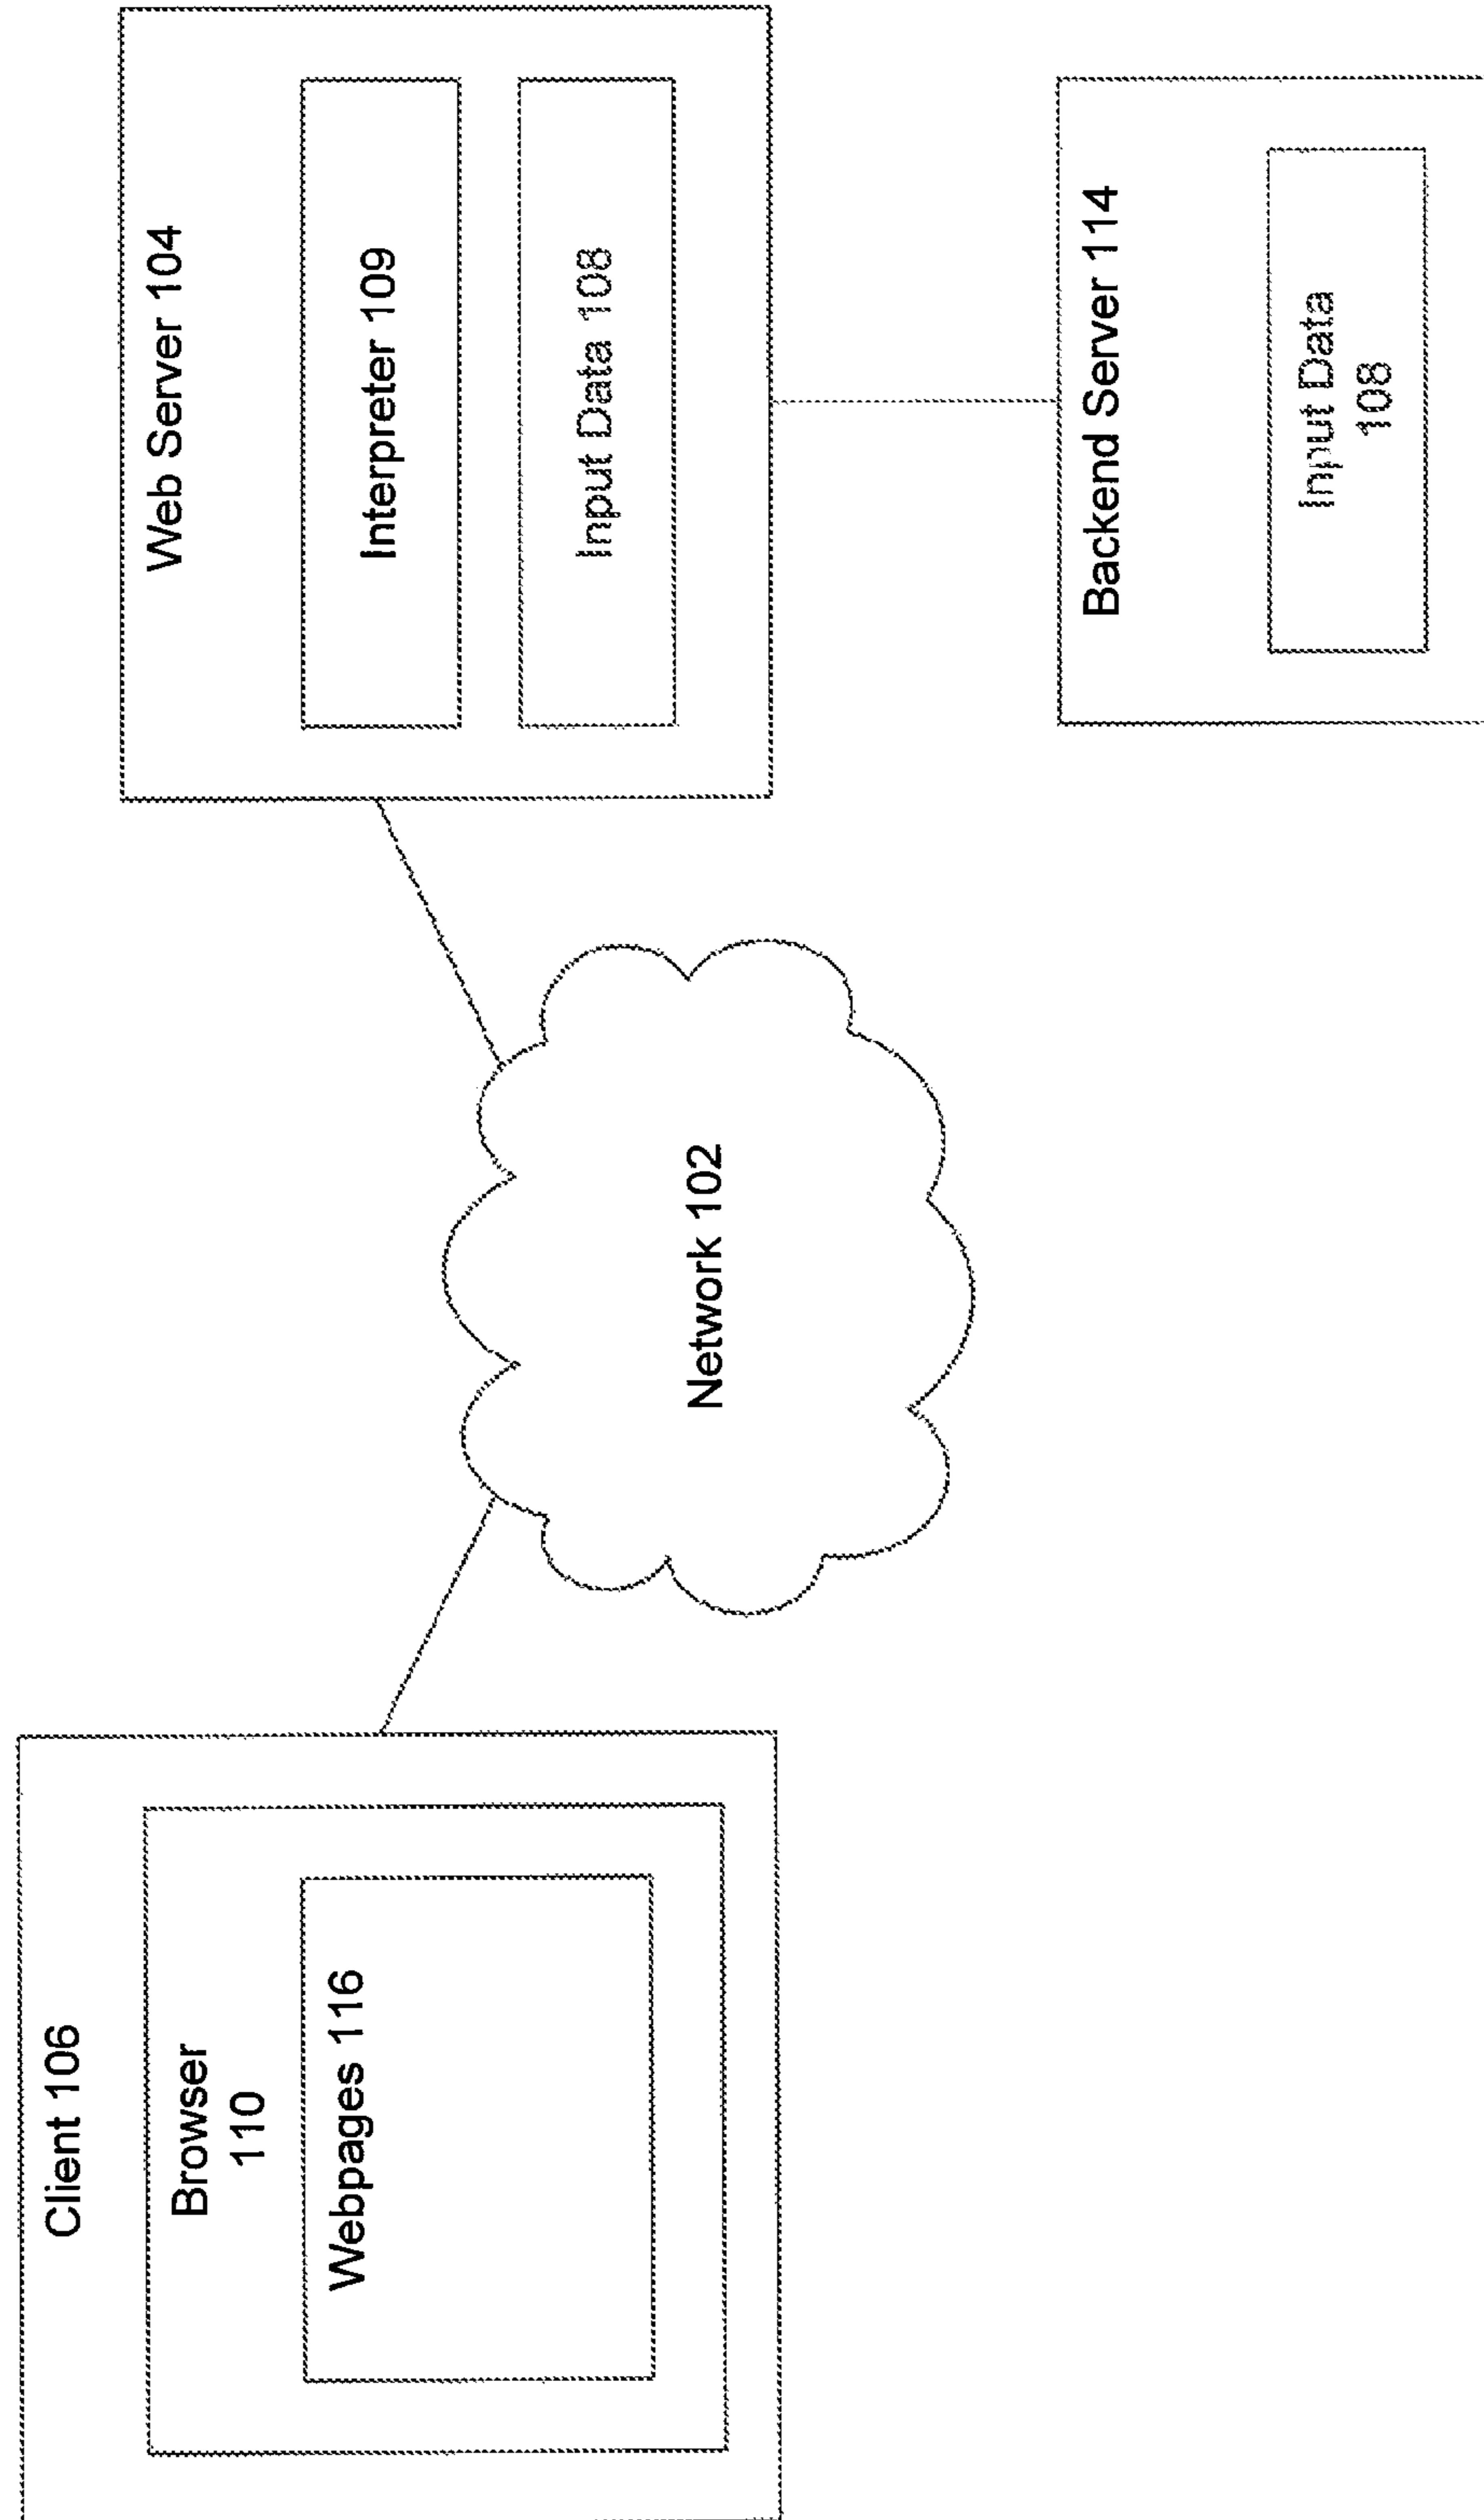 Client 106
Browser
110
Webpages 116
Network 102
Web Server 104
Interpreter 109
Input Data 108
Backend Server 114
Input Data
108